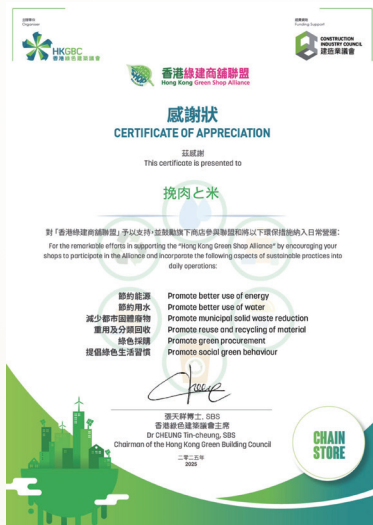 主辦機構
Organiser
HKGBC
香港綠色建築議會
Funding Support
CONSTRUCTION
INDUSTRY COUNCIL
建造業議會
香港綠建商舖聯盟
Hong Kong Green Shop Alliance
感謝狀
CERTIFICATE OF APPRECIATION
茲感謝
This certificate is presented to
挽肉と米
對「香港綠建商舖聯盟」予以支持，並鼓勵旗下商店參與聯盟和將以下環保措施納入日常營運：
For the remarkable efforts in supporting the “Hong Kong Green Shop Alliance” by encouraging your
shops to participate in the Alliance and incorporate the following aspects of sustainable practices into
daily operations:
節約能源 Promote better use of energy
節約用水 Promote better use of water
減少都市固體廢物 Promote municipal solid waste reduction
重用及分類回收 Promote reuse and recycling of material
綠色採購 Promote green procurement
提倡綠色生活習慣 Promote social green behaviour
張天祥博士, SBS
香港綠色建築議會主席
Dr CHEUNG Tin-cheung, SBS
Chairman of the Hong Kong Green Building Council
二零二五年
2025
CHAIN
STORE